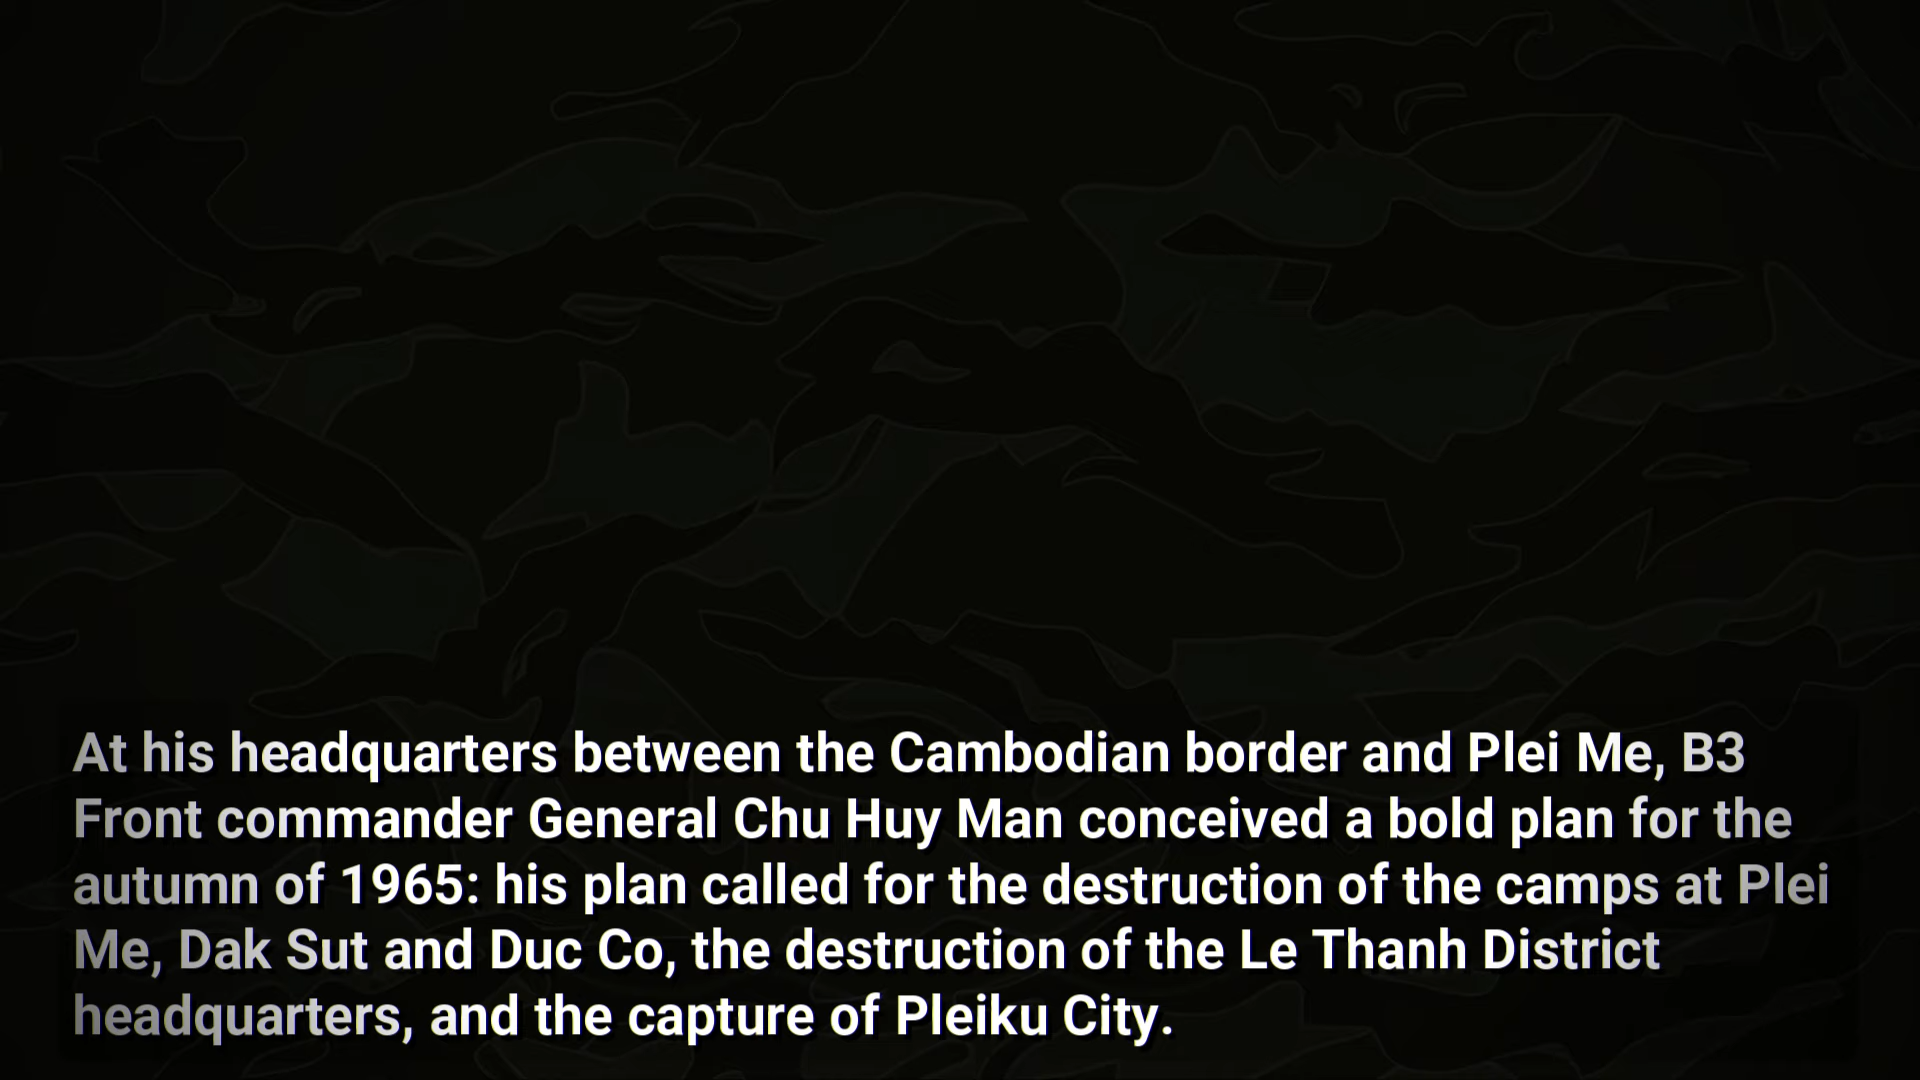 At his headquarters between the Cambodian border and Plei Me, B3
Front commander General Chu Huy Man conceived a bold plan for the
autumn of 1965: his plan called for the destruction of the camps at Plei
Me, Dak Sut and Duc Co, the destruction of the Le Thanh District
headquarters, and the capture of Pleiku City.